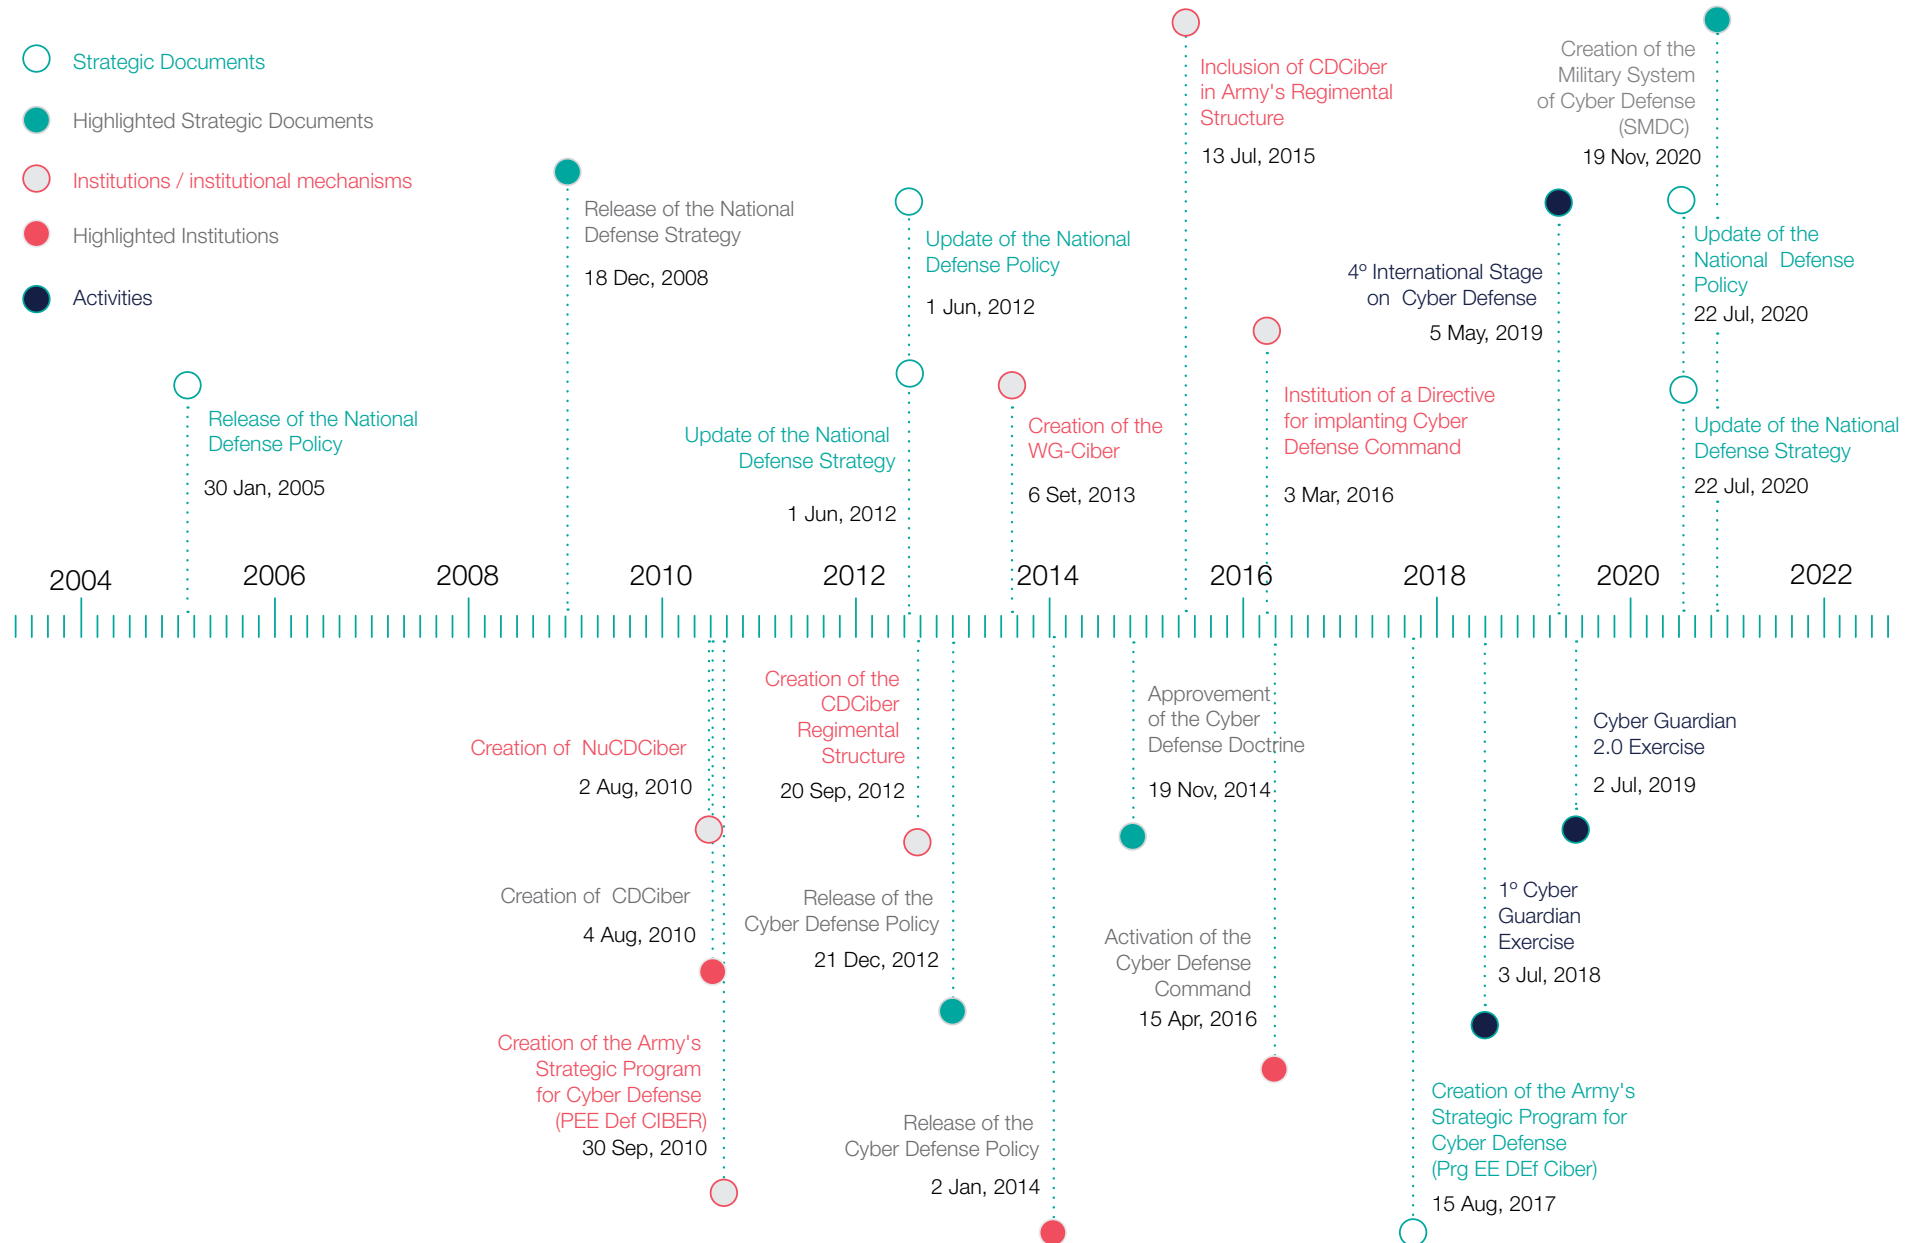 Strategic Documents
Highlighted Strategic Documents
Institutions / institutional mechanisms
Highlighted Institutions
Activities
Release of the National
Defense Policy
30 Jan, 2005
Release of the National
Defense Strategy
18 Dec, 2008
Update of the National
Defense Policy
1 Jun, 2012
Update of the National
Defense Strategy
1 Jun, 2012
Creation of the
WG-Ciber
6 Set, 2013
Inclusion of CDCiber
in Army's Regimental
Structure
13 Jul, 2015
Institution of a Directive
for implanting Cyber
Defense Command
3 Mar, 2016
4º International Stage
on Cyber Defense
5 May, 2019
Creation of the
Military System
of Cyber Defense
(SMDC)
19 Nov, 2020
Update of the
National Defense
Policy
22 Jul, 2020
Update of the National
Defense Strategy
22 Jul, 2020
2004
2006
2008
2010
2012
2014
2016
2018
2020
2022
Creation of NuCDCiber
2 Aug, 2010
Creation of CDCiber
4 Aug, 2010
Creation of the Army's
Strategic Program
for Cyber Defense
(PEE Def CIBER)
30 Sep, 2010
Creation of the
CDCiber
Regimental
Structure
20 Sep, 2012
Release of the
Cyber Defense Policy
21 Dec, 2012
Release of the
Cyber Defense Policy
2 Jan, 2014
Approvement
of the Cyber
Defense Doctrine
19 Nov, 2014
Activation of the
Cyber Defense
Command
15 Apr, 2016
Creation of the Army's
Strategic Program for
Cyber Defense
(Prg EE DEf Ciber)
15 Aug, 2017
1º Cyber
Guardian
Exercise
3 Jul, 2018
Cyber Guardian
2.0 Exercise
2 Jul, 2019